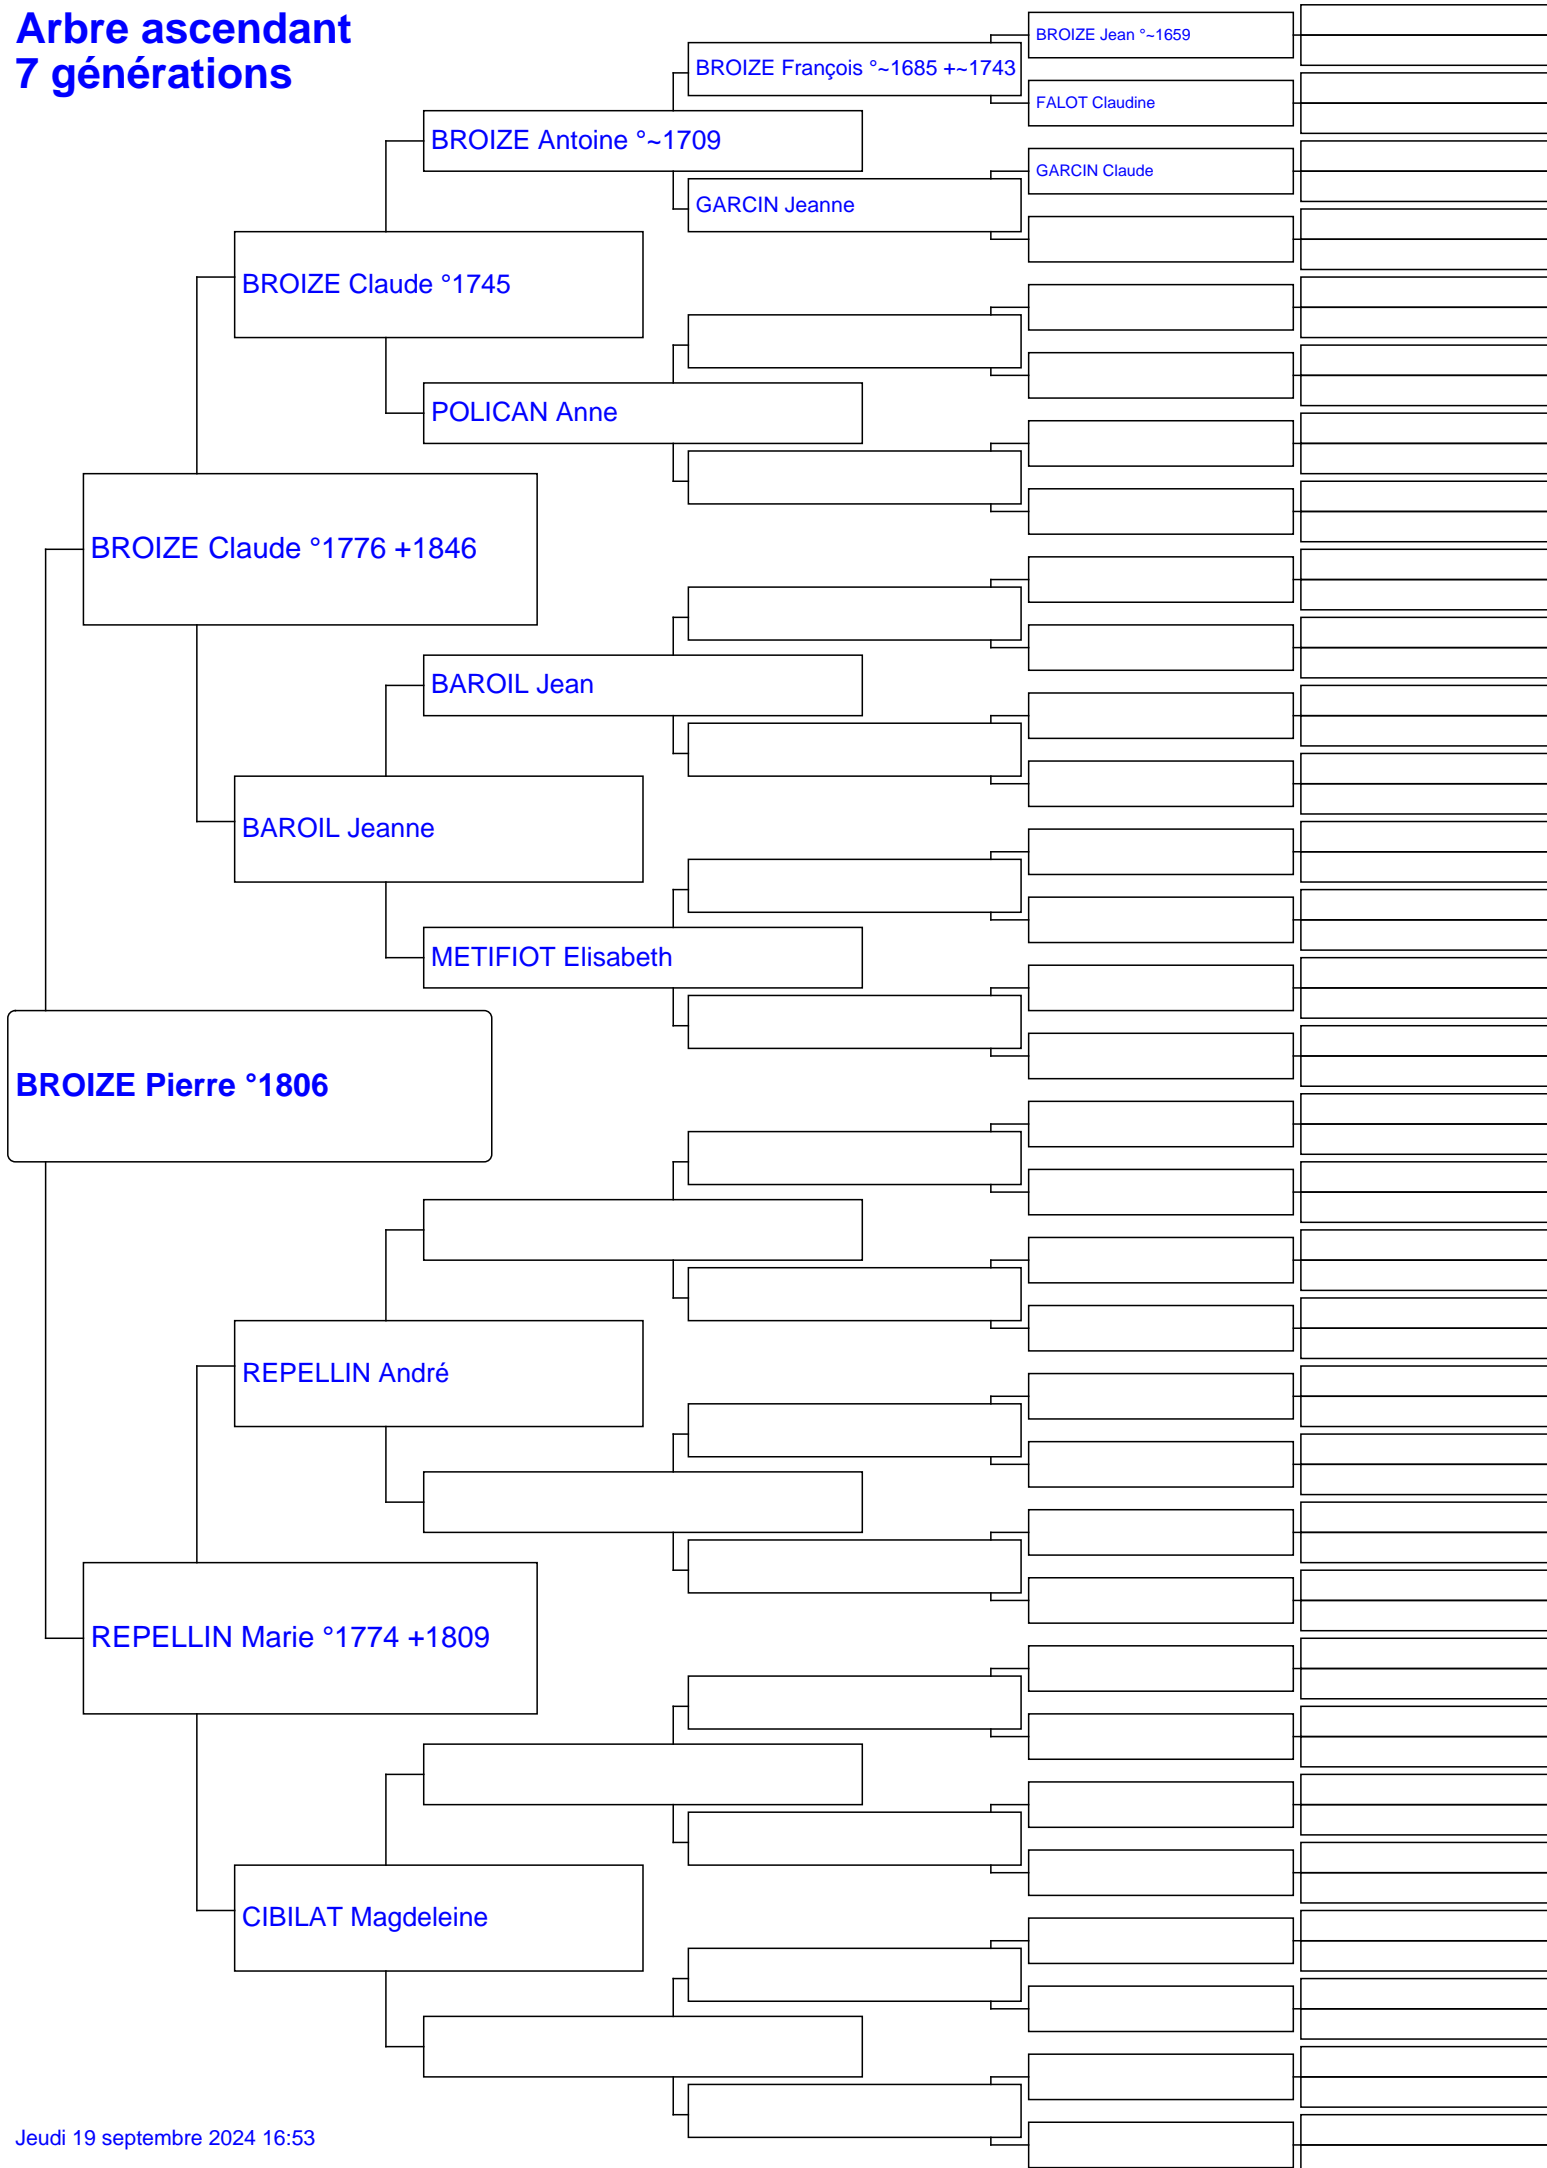 Arbre ascendant
7 générations
BROIZE Jean °~1659
BROIZE François °~1685 +~1743
FALOT Claudine
BROIZE Antoine °~1709
GARCIN Claude
GARCIN Jeanne
BROIZE Claude °1745
POLICAN Anne
BROIZE Claude °1776 +1846
BAROIL Jean
BAROIL Jeanne
METIFIOT Elisabeth
BROIZE Pierre °1806
REPELLIN André
REPELLIN Marie °1774 +1809
CIBILAT Magdeleine
Jeudi 19 septembre 2024 16:53